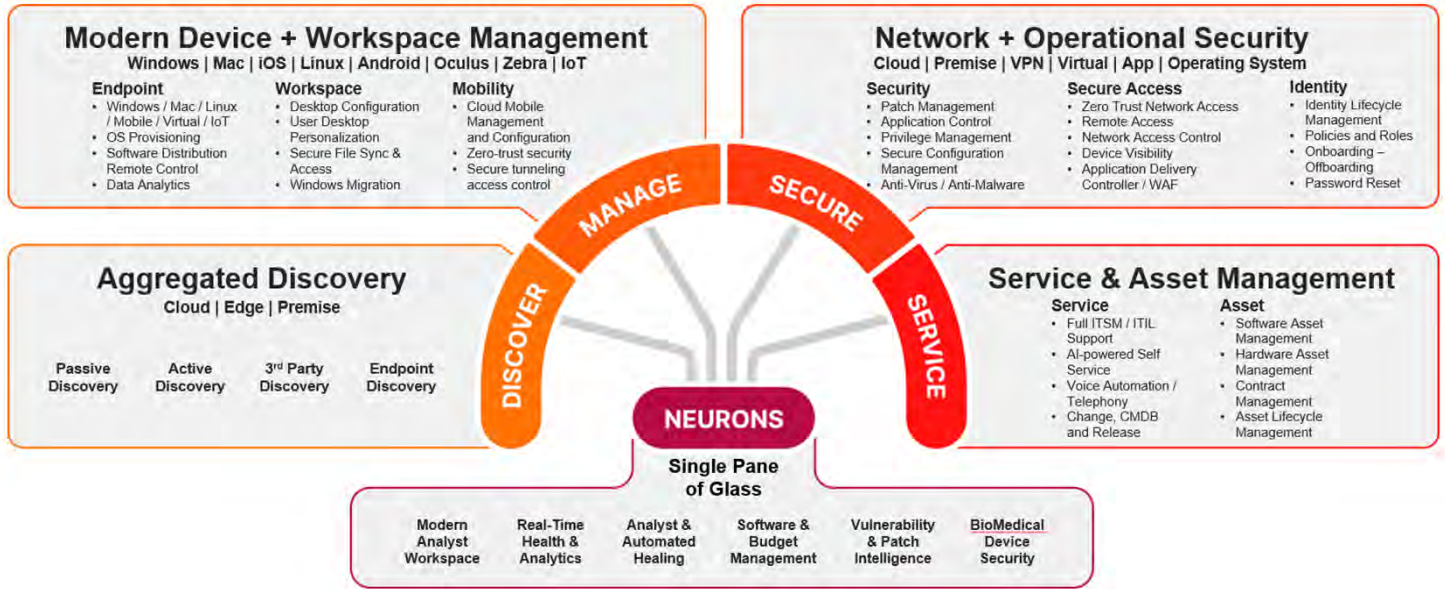 Modern Device + Workspace Management
Windows | Mac | iOS | Linux | Android | Oculus | Zebra | IoT
Endpoint
• Windows / Mac / Linux
/ Mobile / Virtual / IoT
• OS Provisioning
• Software Distribution
Remote Control
• Data Analytics
Workspace
• Desktop Configuration
• User Desktop
Personalization
• Secure File Sync &
Access
• Windows Migration
Mobility
• Cloud Mobile
Management
and Configuration
• Zero-trust security
• Secure tunneling
access control
Network + Operational Security
Cloud | Premise | VPN | Virtual | App | Operating System
Security
• Patch Management
• Application Control
• Privilege Management
• Secure Configuration
Management
• Anti-Virus / Anti-Malware
Secure Access
• Zero Trust Network Access
• Remote Access
• Network Access Control
• Device Visibility
• Application Delivery
Controller / WAF
Identity
• Identity Lifecycle
Management
• Policies and Roles
• Onboarding –
Offboarding
• Password Reset
Aggregated Discovery
Cloud | Edge | Premise
Passive
Discovery
Active
Discovery
3rd Party
Discovery
Endpoint
Discovery
DISCOVER
MANAGE
SECURE
SERVICE
Service & Asset Management
Service
• Full ITSM / ITIL
Support
• AI-powered Self
Service
• Voice Automation /
Telephony
• Change, CMDB
and Release
Asset
• Software Asset
Management
• Hardware Asset
Management
• Contract
Management
• Asset Lifecycle
Management
NEURONS
Single Pane
of Glass
Modern
Analyst
Workspace
Real-Time
Health &
Analytics
Analyst &
Automated
Healing
Software &
Budget
Management
Vulnerability
& Patch
Intelligence
BioMedical
Device
Security